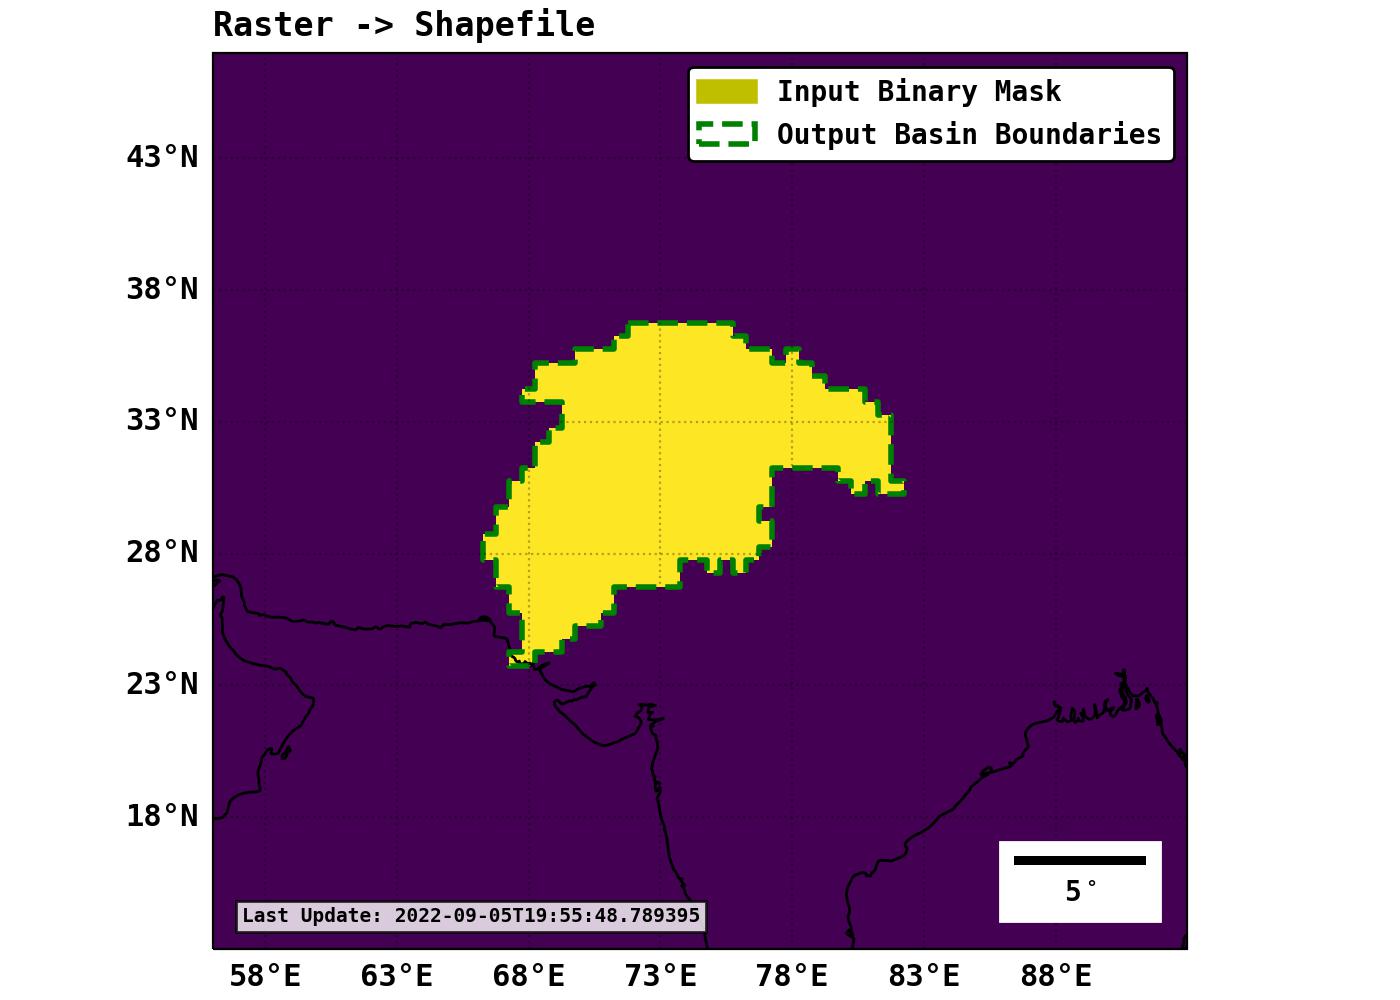 Raster -> Shapefile
Input Binary Mask
Output Basin Boundaries
43°N
38°N
33°N
28°N
23°N
18°N
5°
Last Update: 2022-09-05T19:55:48.789395
58°E 63°E 68°E 73°E 78°E 83°E 88°E